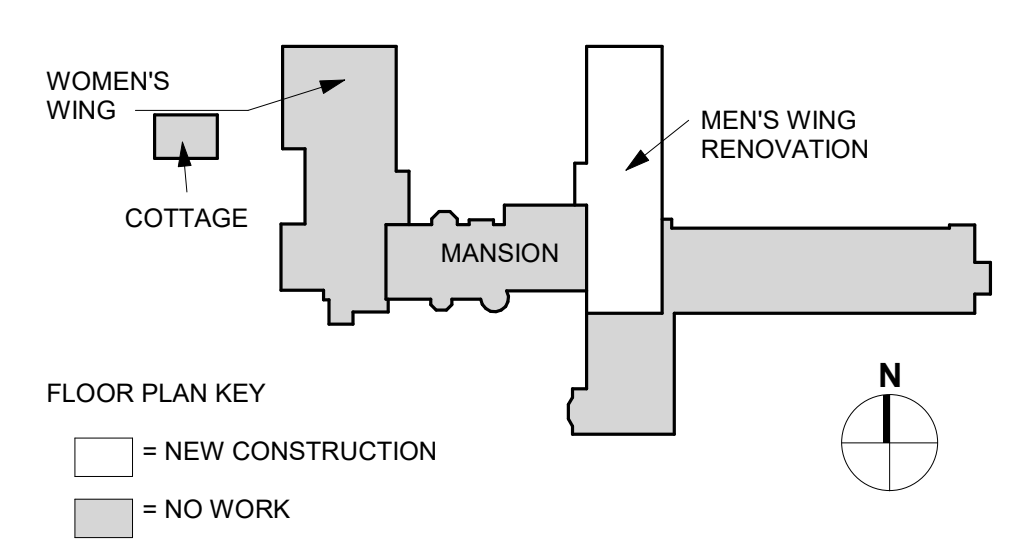 WOMEN'S
WING
MEN'S WING
RENOVATION
COTTAGE
MANSION
FLOOR PLAN KEY
N
= NEW CONSTRUCTION
= NO WORK